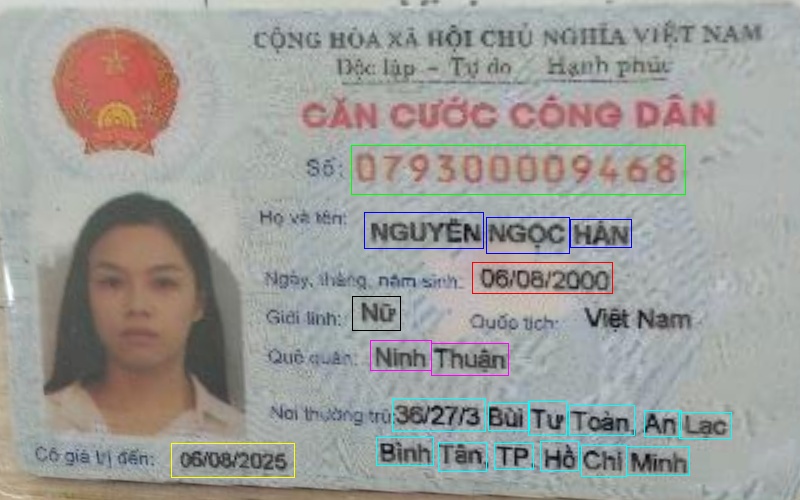 CỘNG HÒA XÃ HỘI CHỦ NGHĨA VIỆT NAM
Độc lập - Tự do Hạnh phúc
CĂN CƯỚC CÔNG DÂN
Số: 079300009468
Họ và tên: NGUYỄN NGỌC HÂN
Ngày, tháng, năm sinh: 06/08/2000
Giới tính: Nữ Quốc tịch: Việt Nam
Quê quán: Ninh Thuận
Nơi thường trú: 36/27/3 Bùi Tư Toàn, An Lạc
Bình Tân, TP. Hồ Chí Minh
Có giá trị đến: 06/08/2025